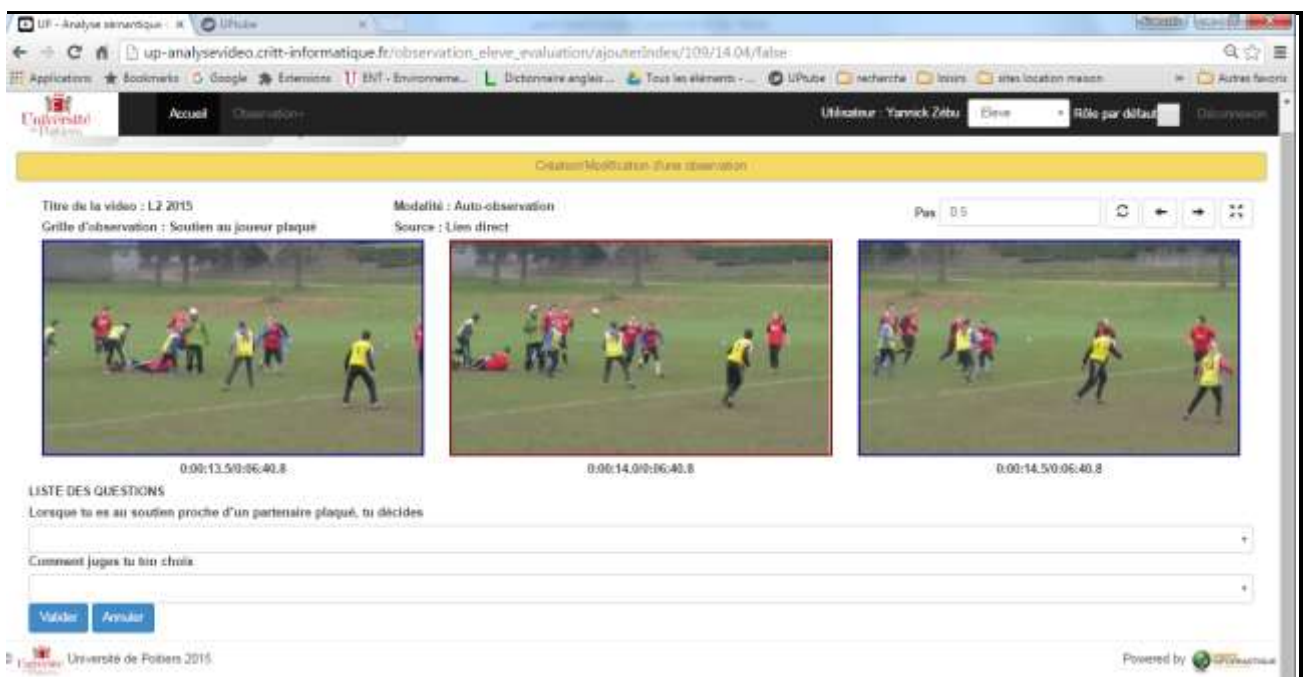 UP - Analyse sémantique
UPtube
up-analysevideo.critt-informatique.fr/observation_eleve_evaluation/ajouterIndex/109/14.04/false
Applications Bookmarks Google Extensions ENT - Environneme... Dictionnaire anglais ... Tous les éléments - ... UPtube recherche loisirs sites location maison » Autres favoris
Université
Poitiers
Accueil Observation
Utilisateur : Yannick Zébu Eleve Rôle par défaut Déconnexion
Création/Modification d'une observation
Titre de la video : L2 2015 Modalité : Auto-observation Pas 0.5
Grille d'observation : Soutien au joueur plaqué Source : Lien direct
0:00:13.5/0:06:40.8 0:00:14.0/0:06:40.8 0:00:14.5/0:06:40.8
LISTE DES QUESTIONS
Lorsque tu es au soutien proche d'un partenaire plaqué, tu décides
Comment juges tu ton choix
Valider Annuler
Université de Poitiers 2015 Powered by